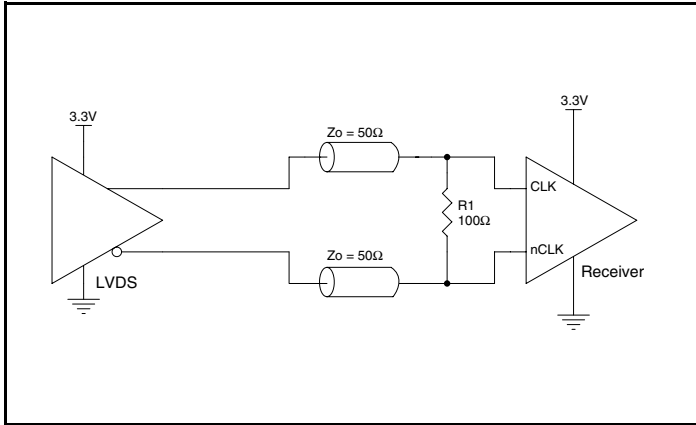 3.3V
3.3V
Zo = 50Ω
CLK
R1
100Ω
nCLK
Zo = 50Ω
Receiver
LVDS